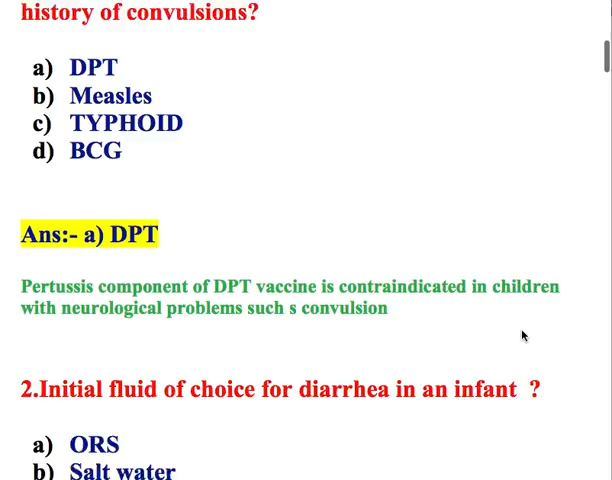 history of convulsions?
a) DPT
b) Measles
c) TYPHOID
d) BCG
Ans:- a) DPT
Pertussis component of DPT vaccine is contraindicated in children
with neurological problems such s convulsion
2.Initial fluid of choice for diarrhea in an infant ?
a) ORS
b) Salt water